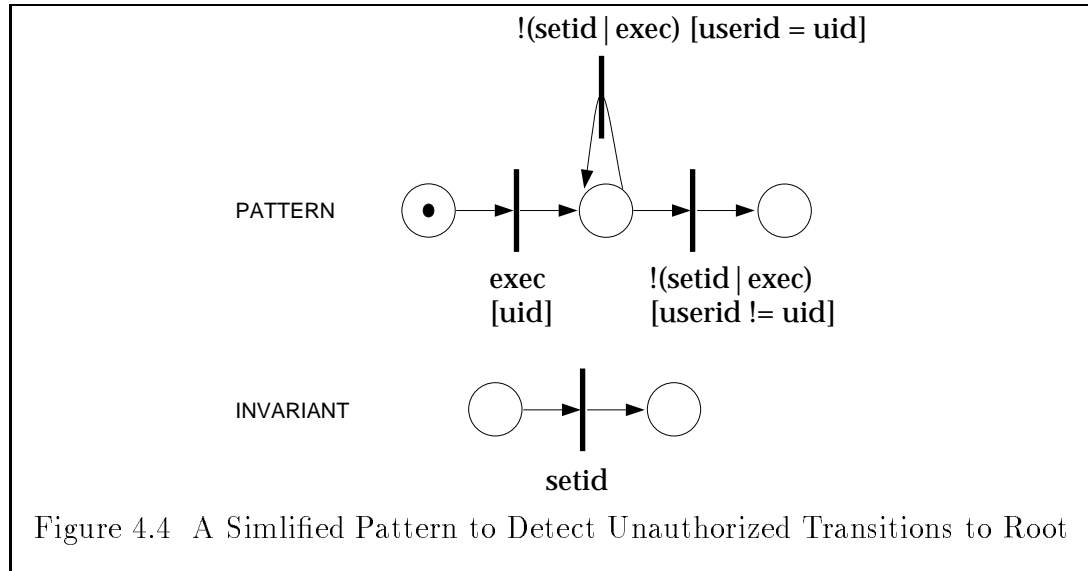 !(setid | exec) [userid = uid]
PATTERN
exec
[uid]
!(setid | exec)
[userid != uid]
INVARIANT
setid
Figure 4.4 A Simlified Pattern to Detect Unauthorized Transitions to Root